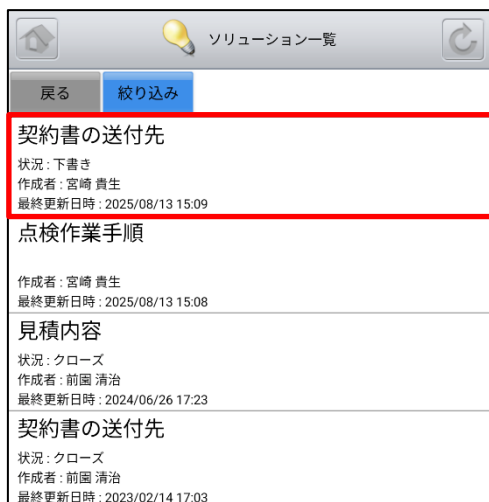 ソリューション一覧
戻る 絞り込み
契約書の送付先
状況 : 下書き
作成者 : 宮崎 貴生
最終更新日時 : 2025/08/13 15:09
点検作業手順
作成者 : 宮崎 貴生
最終更新日時 : 2025/08/13 15:08
見積内容
状況 : クローズ
作成者 : 前園 清治
最終更新日時 : 2024/06/26 17:23
契約書の送付先
状況 : クローズ
作成者 : 前園 清治
最終更新日時 : 2023/02/14 17:03